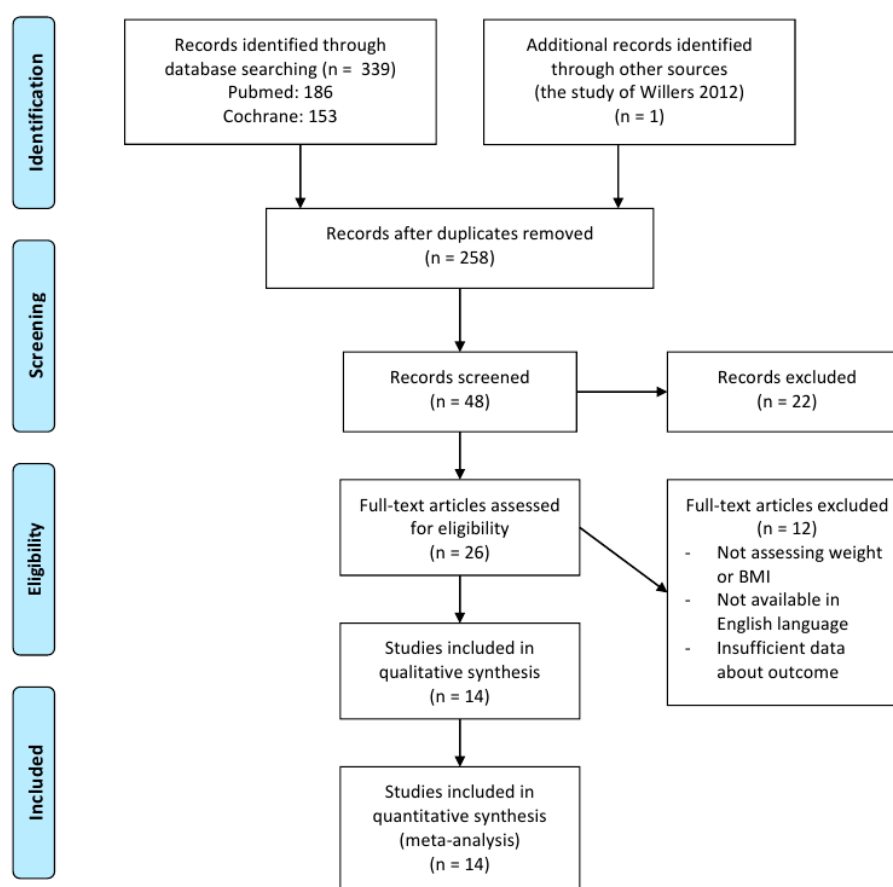 Identification
Records identified through
database searching (n = 339)
Pubmed: 186
Cochrane: 153
Additional records identified
through other sources
(the study of Willers 2012)
(n = 1)
Records after duplicates removed
(n = 258)
Screening
Records screened
(n = 48)
Records excluded
(n = 22)
Eligibility
Full-text articles assessed
for eligibility
(n = 26)
Full-text articles excluded
(n = 12)
- Not assessing weight
or BMI
- Not available in
English language
- Insufficient data
about outcome
Studies included in
qualitative synthesis
(n = 14)
Included
Studies included in
quantitative synthesis
(meta-analysis)
(n = 14)